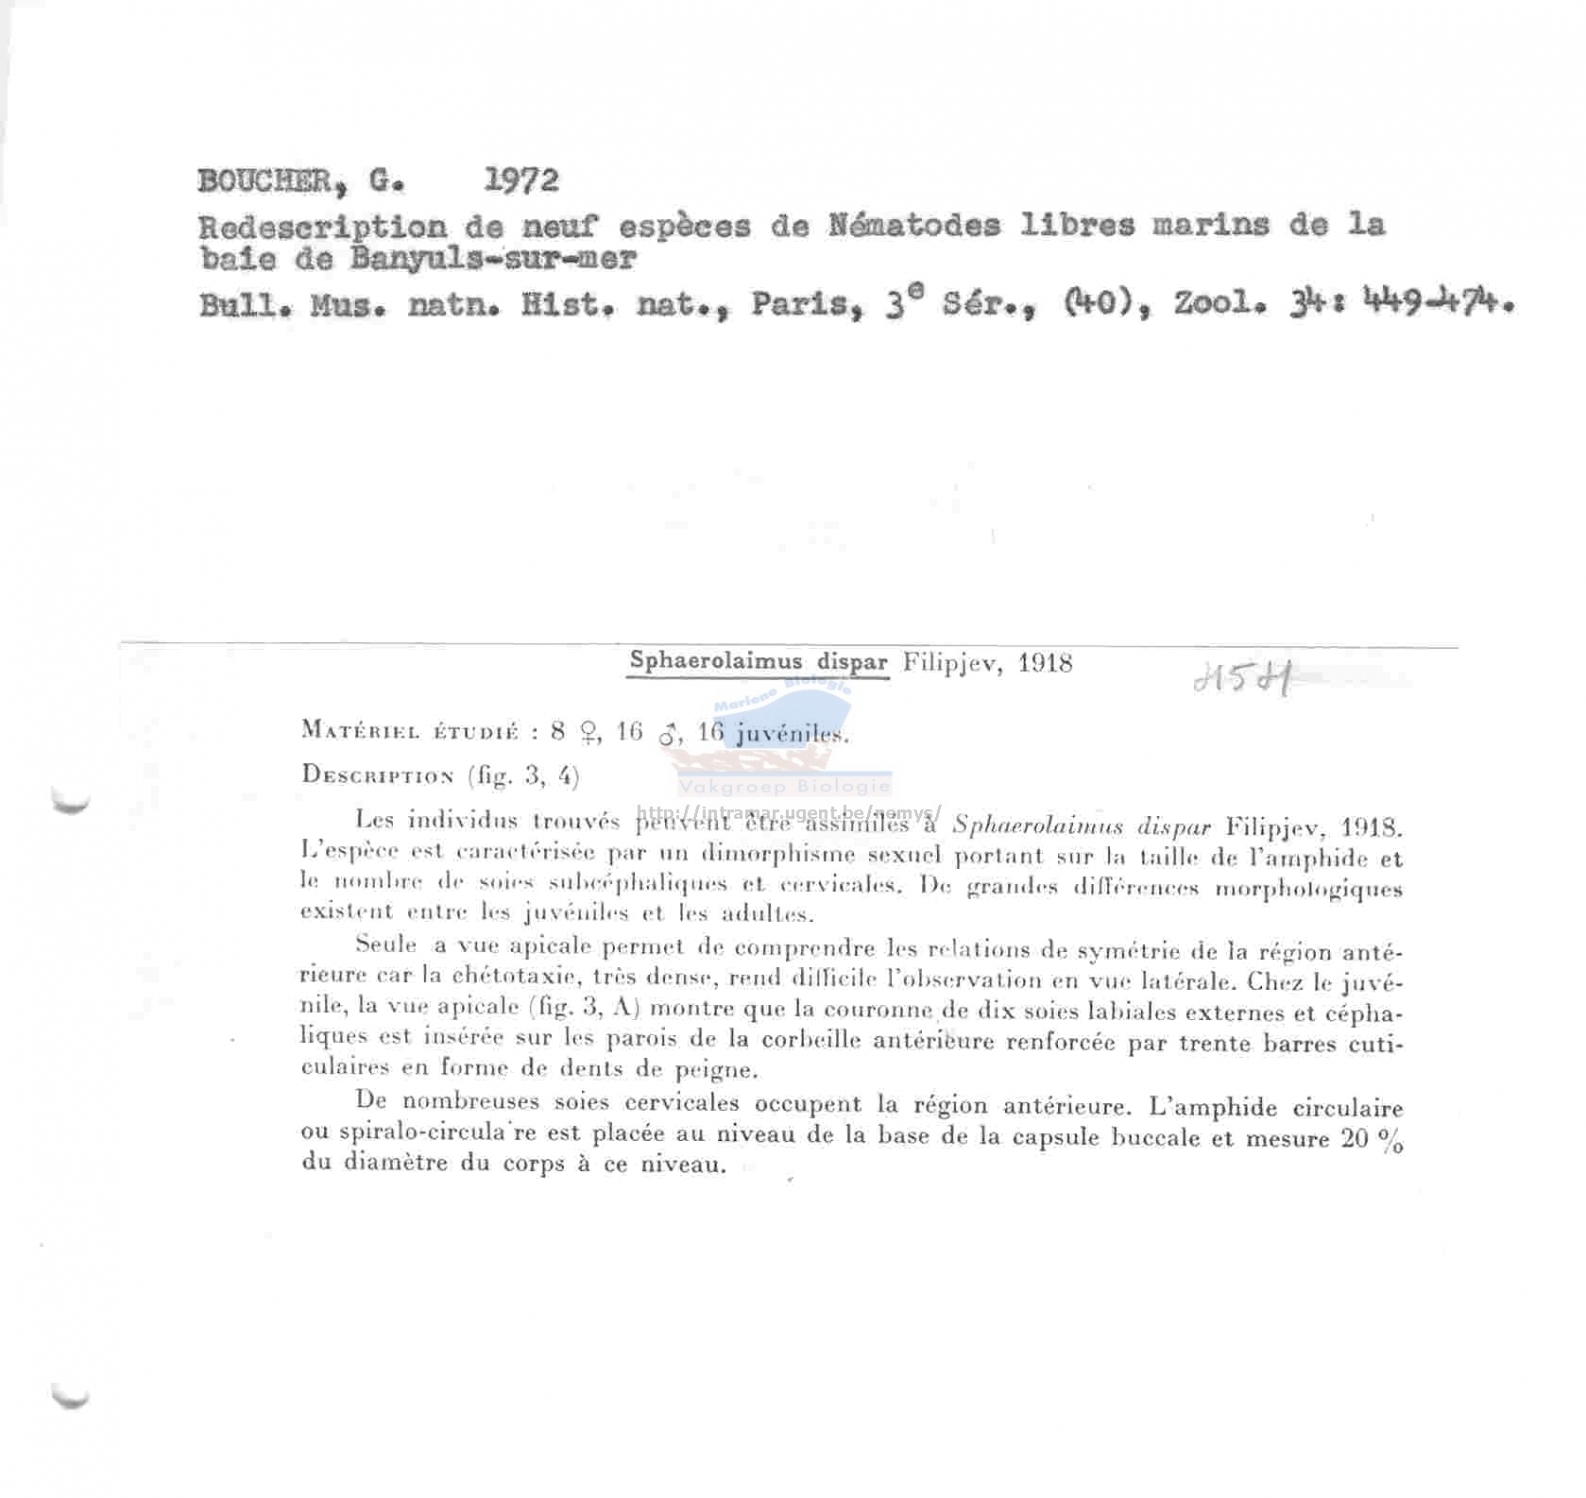 BOUCHER, G. 1972
Redescription de neuf espèces de Nématodes libres marins de la
baie de Banyuls-sur-mer
Bull. Mus. natn. Hist. nat., Paris, 3e Sér., (40), Zool. 34: 449-474.
Sphaerolaimus dispar Filipjev, 1918
Marine Biologie
MATÉRIEL ÉTUDIÉ : 8 ♀, 16 ♂, 16 juvéniles.
DESCRIPTION (fig. 3, 4)
Vakgroep Biologie
http://intramar.ugent.be/nemys/
Les individus trouvés peuvent être assimilés à Sphaerolaimus dispar Filipjev, 1918.
L'espèce est caractérisée par un dimorphisme sexuel portant sur la taille de l'amphide et
le nombre de soies subcéphaliques et cervicales. De grandes différences morphologiques
existent entre les juvéniles et les adultes.
Seule a vue apicale permet de comprendre les relations de symétrie de la région anté-
rieure car la chétotaxie, très dense, rend difficile l'observation en vue latérale. Chez le juvé-
nile, la vue apicale (fig. 3, A) montre que la couronne de dix soies labiales externes et cépha-
liques est insérée sur les parois de la corbeille antérieure renforcée par trente barres cuti-
culaires en forme de dents de peigne.
De nombreuses soies cervicales occupent la région antérieure. L'amphide circulaire
ou spiralo-circula're est placée au niveau de la base de la capsule buccale et mesure 20 %
du diamètre du corps à ce niveau.